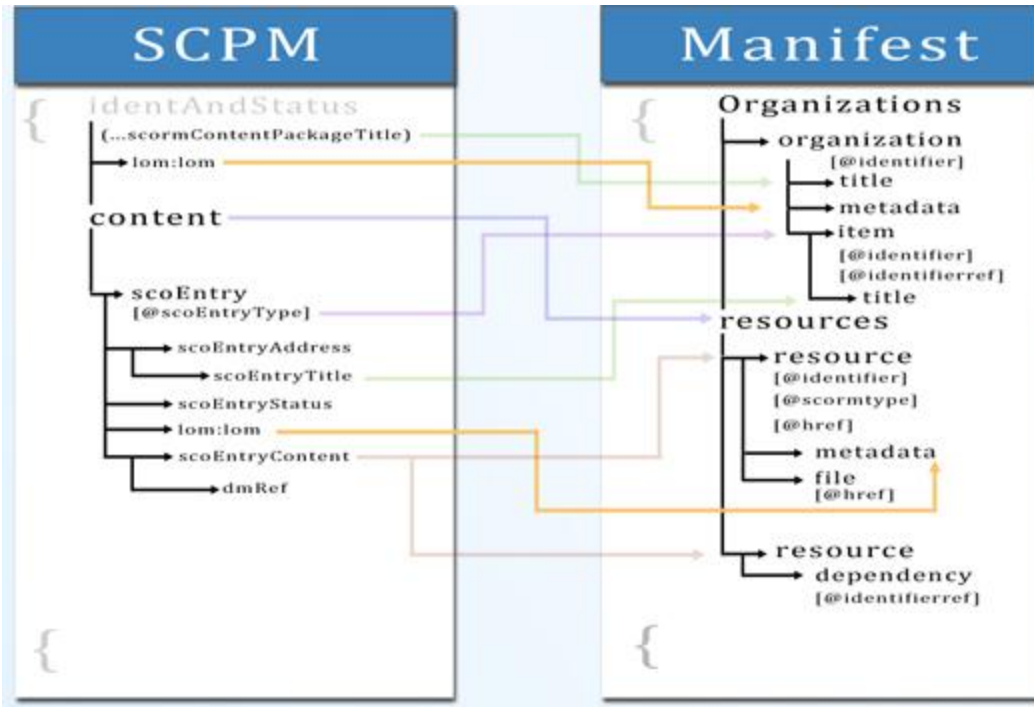 SCPM
{ identAndStatus
(...scormContentPackageTitle)
lom:lom
content
scoEntry
[@scoEntryType]
scoEntryAddress
scoEntryTitle
scoEntryStatus
lom:lom
scoEntryContent
dmRef
{
Manifest
{ Organizations
organization
[@identifier]
title
metadata
item
[@identifier]
[@identifierref]
title
resources
resource
[@identifier]
[@scormtype]
[@href]
metadata
file
[@href]
resource
dependency
[@identifierref]
{